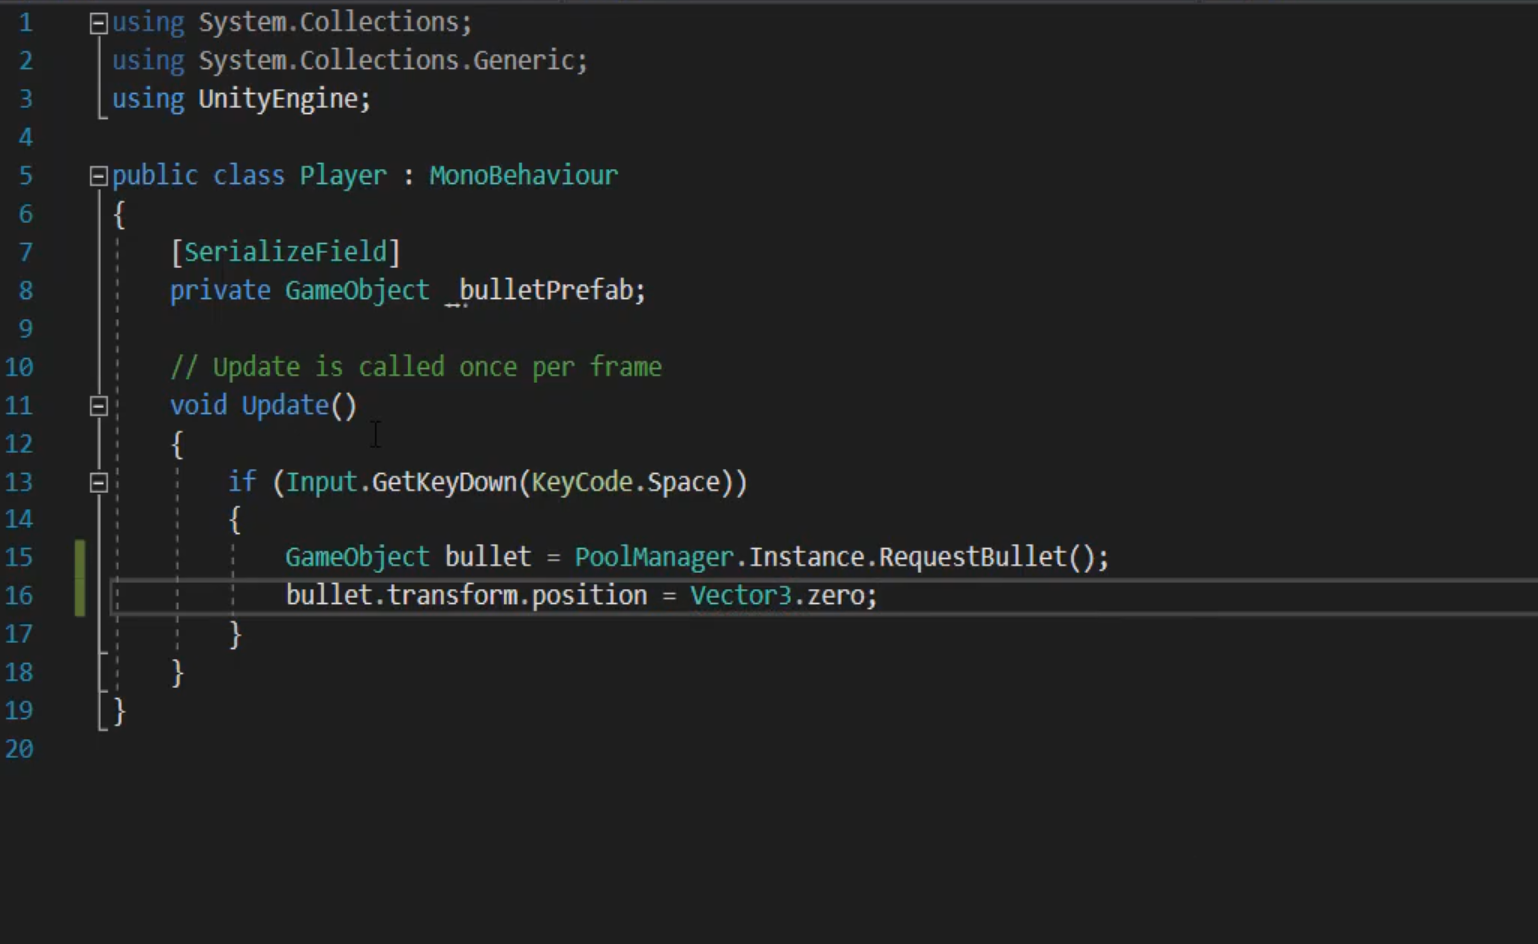 1 using System.Collections;
2 using System.Collections.Generic;
3 using UnityEngine;
4
5 public class Player : MonoBehaviour
6 {
7 [SerializeField]
8 private GameObject _bulletPrefab;
9
10 // Update is called once per frame
11 void Update()
12 {
13 if (Input.GetKeyDown(KeyCode.Space))
14 {
15 GameObject bullet = PoolManager.Instance.RequestBullet();
16 bullet.transform.position = Vector3.zero;
17 }
18 }
19 }
20